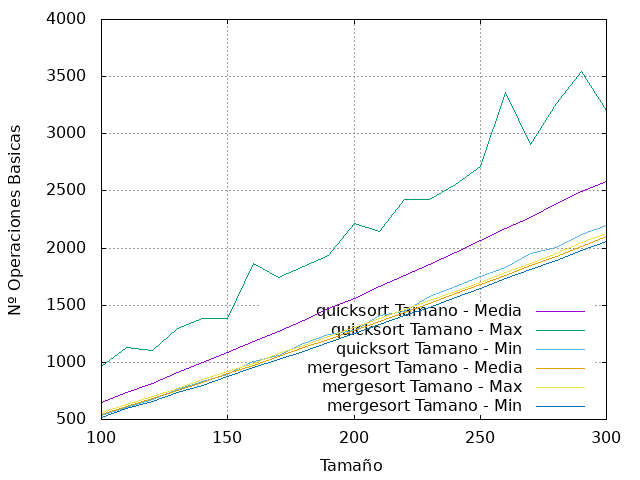 4000
3500
3000
2500
2000
1500
1000
500
100
150
200
250
300
Nº Operaciones Basicas
Tamaño
quicksort Tamano - Media
quicksort Tamano - Max
quicksort Tamano - Min
mergesort Tamano - Media
mergesort Tamano - Max
mergesort Tamano - Min